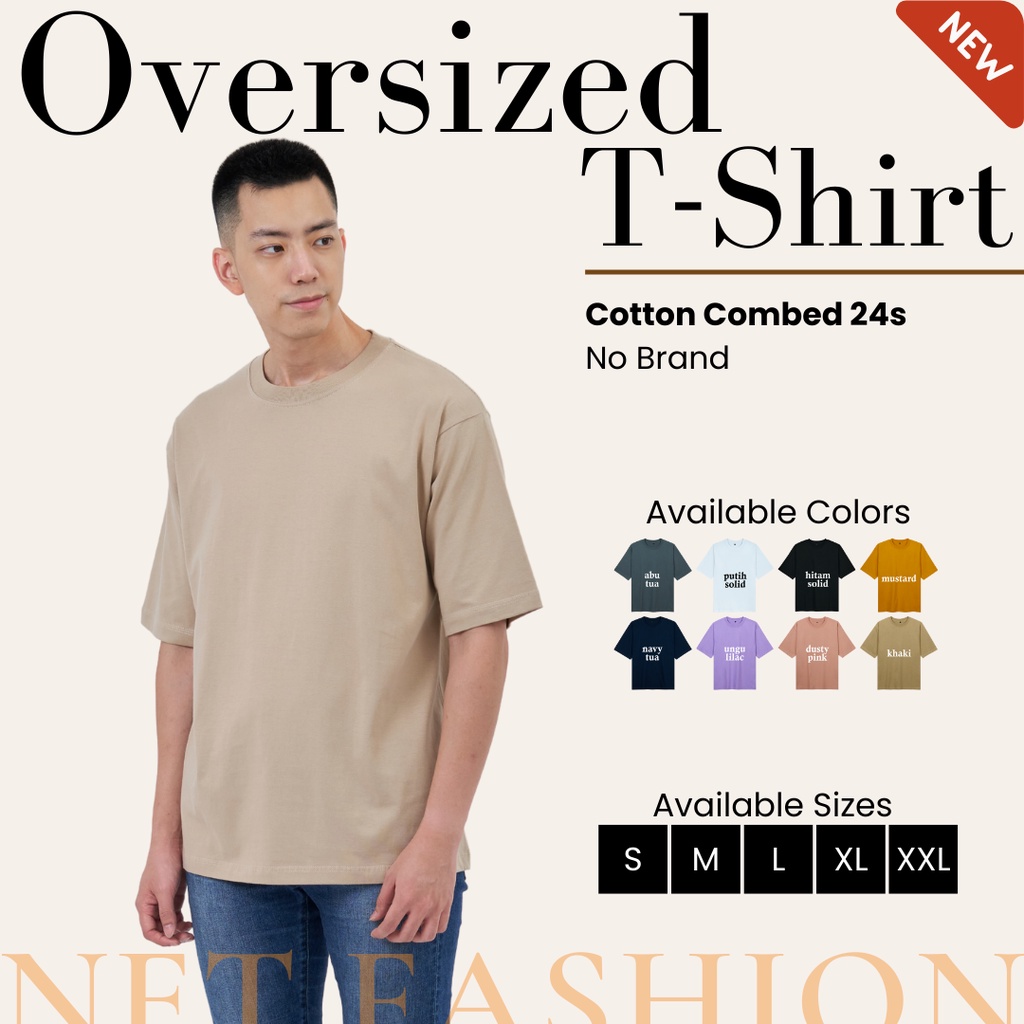 Oversized
NEW
T-Shirt
Cotton Combed 24s
No Brand
Available Colors
abu
tua
putih
solid
hitam
solid
mustard
navy
tua
ungu
lilac
dusty
pink
khaki
Available Sizes
S M L XL XXL
NET FASHION